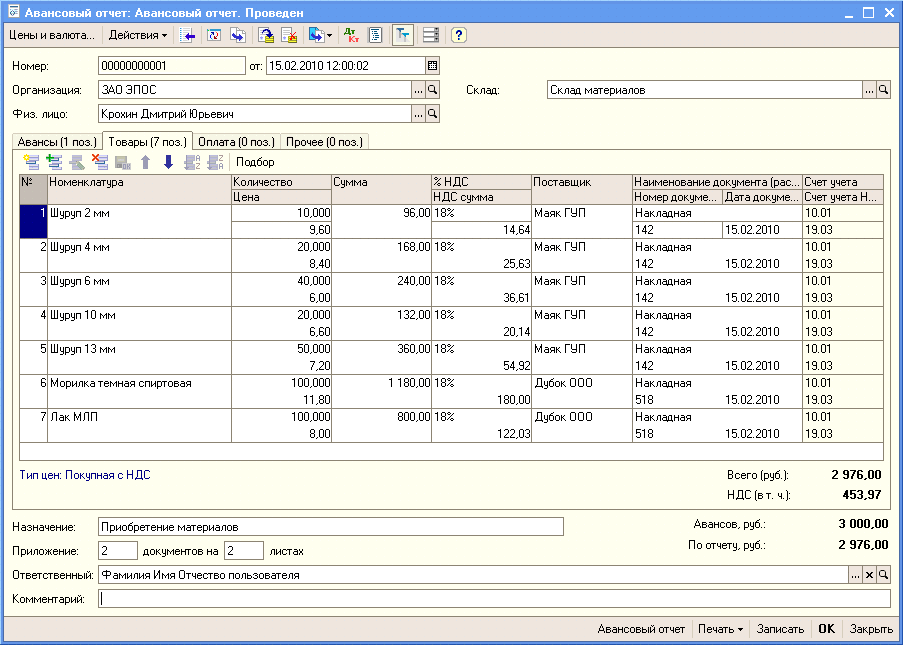 Авансовый отчет: Авансовый отчет. Проведен
Цены и валюта... Действия
Номер: 00000000001 от: 15.02.2010 12:00:02
Организация: ЗАО ЭПОС Склад: Склад материалов
Физ. лицо: Крохин Дмитрий Юрьевич
Авансы (1 поз.) Товары (7 поз.) Оплата (0 поз.) Прочее (0 поз.)
Подбор
№ Номенклатура Количество Сумма % НДС Поставщик Наименование документа (рас... Счет учета
Цена НДС сумма Номер докуме... Дата докуме... Счет учета Н...
1 Шуруп 2 мм 10,000 96,00 18% Маяк ГУП Накладная 10.01
9,60 14,64 142 15.02.2010 19.03
2 Шуруп 4 мм 20,000 168,00 18% Маяк ГУП Накладная 10.01
8,40 25,63 142 15.02.2010 19.03
3 Шуруп 6 мм 40,000 240,00 18% Маяк ГУП Накладная 10.01
6,00 36,61 142 15.02.2010 19.03
4 Шуруп 10 мм 20,000 132,00 18% Маяк ГУП Накладная 10.01
6,60 20,14 142 15.02.2010 19.03
5 Шуруп 13 мм 50,000 360,00 18% Маяк ГУП Накладная 10.01
7,20 54,92 142 15.02.2010 19.03
6 Морилка темная спиртовая 100,000 1 180,00 18% Дубок ООО Накладная 10.01
11,80 180,00 518 15.02.2010 19.03
7 Лак МЛП 100,000 800,00 18% Дубок ООО Накладная 10.01
8,00 122,03 518 15.02.2010 19.03
Тип цен: Покупная с НДС Всего (руб.): 2 976,00
НДС (в т. ч.): 453,97
Назначение: Приобретение материалов Авансов, руб.: 3 000,00
Приложение: 2 документов на 2 листах По отчету, руб.: 2 976,00
Ответственный: Фамилия Имя Отчество пользователя
Комментарий:
Авансовый отчет Печать Записать OK Закрыть